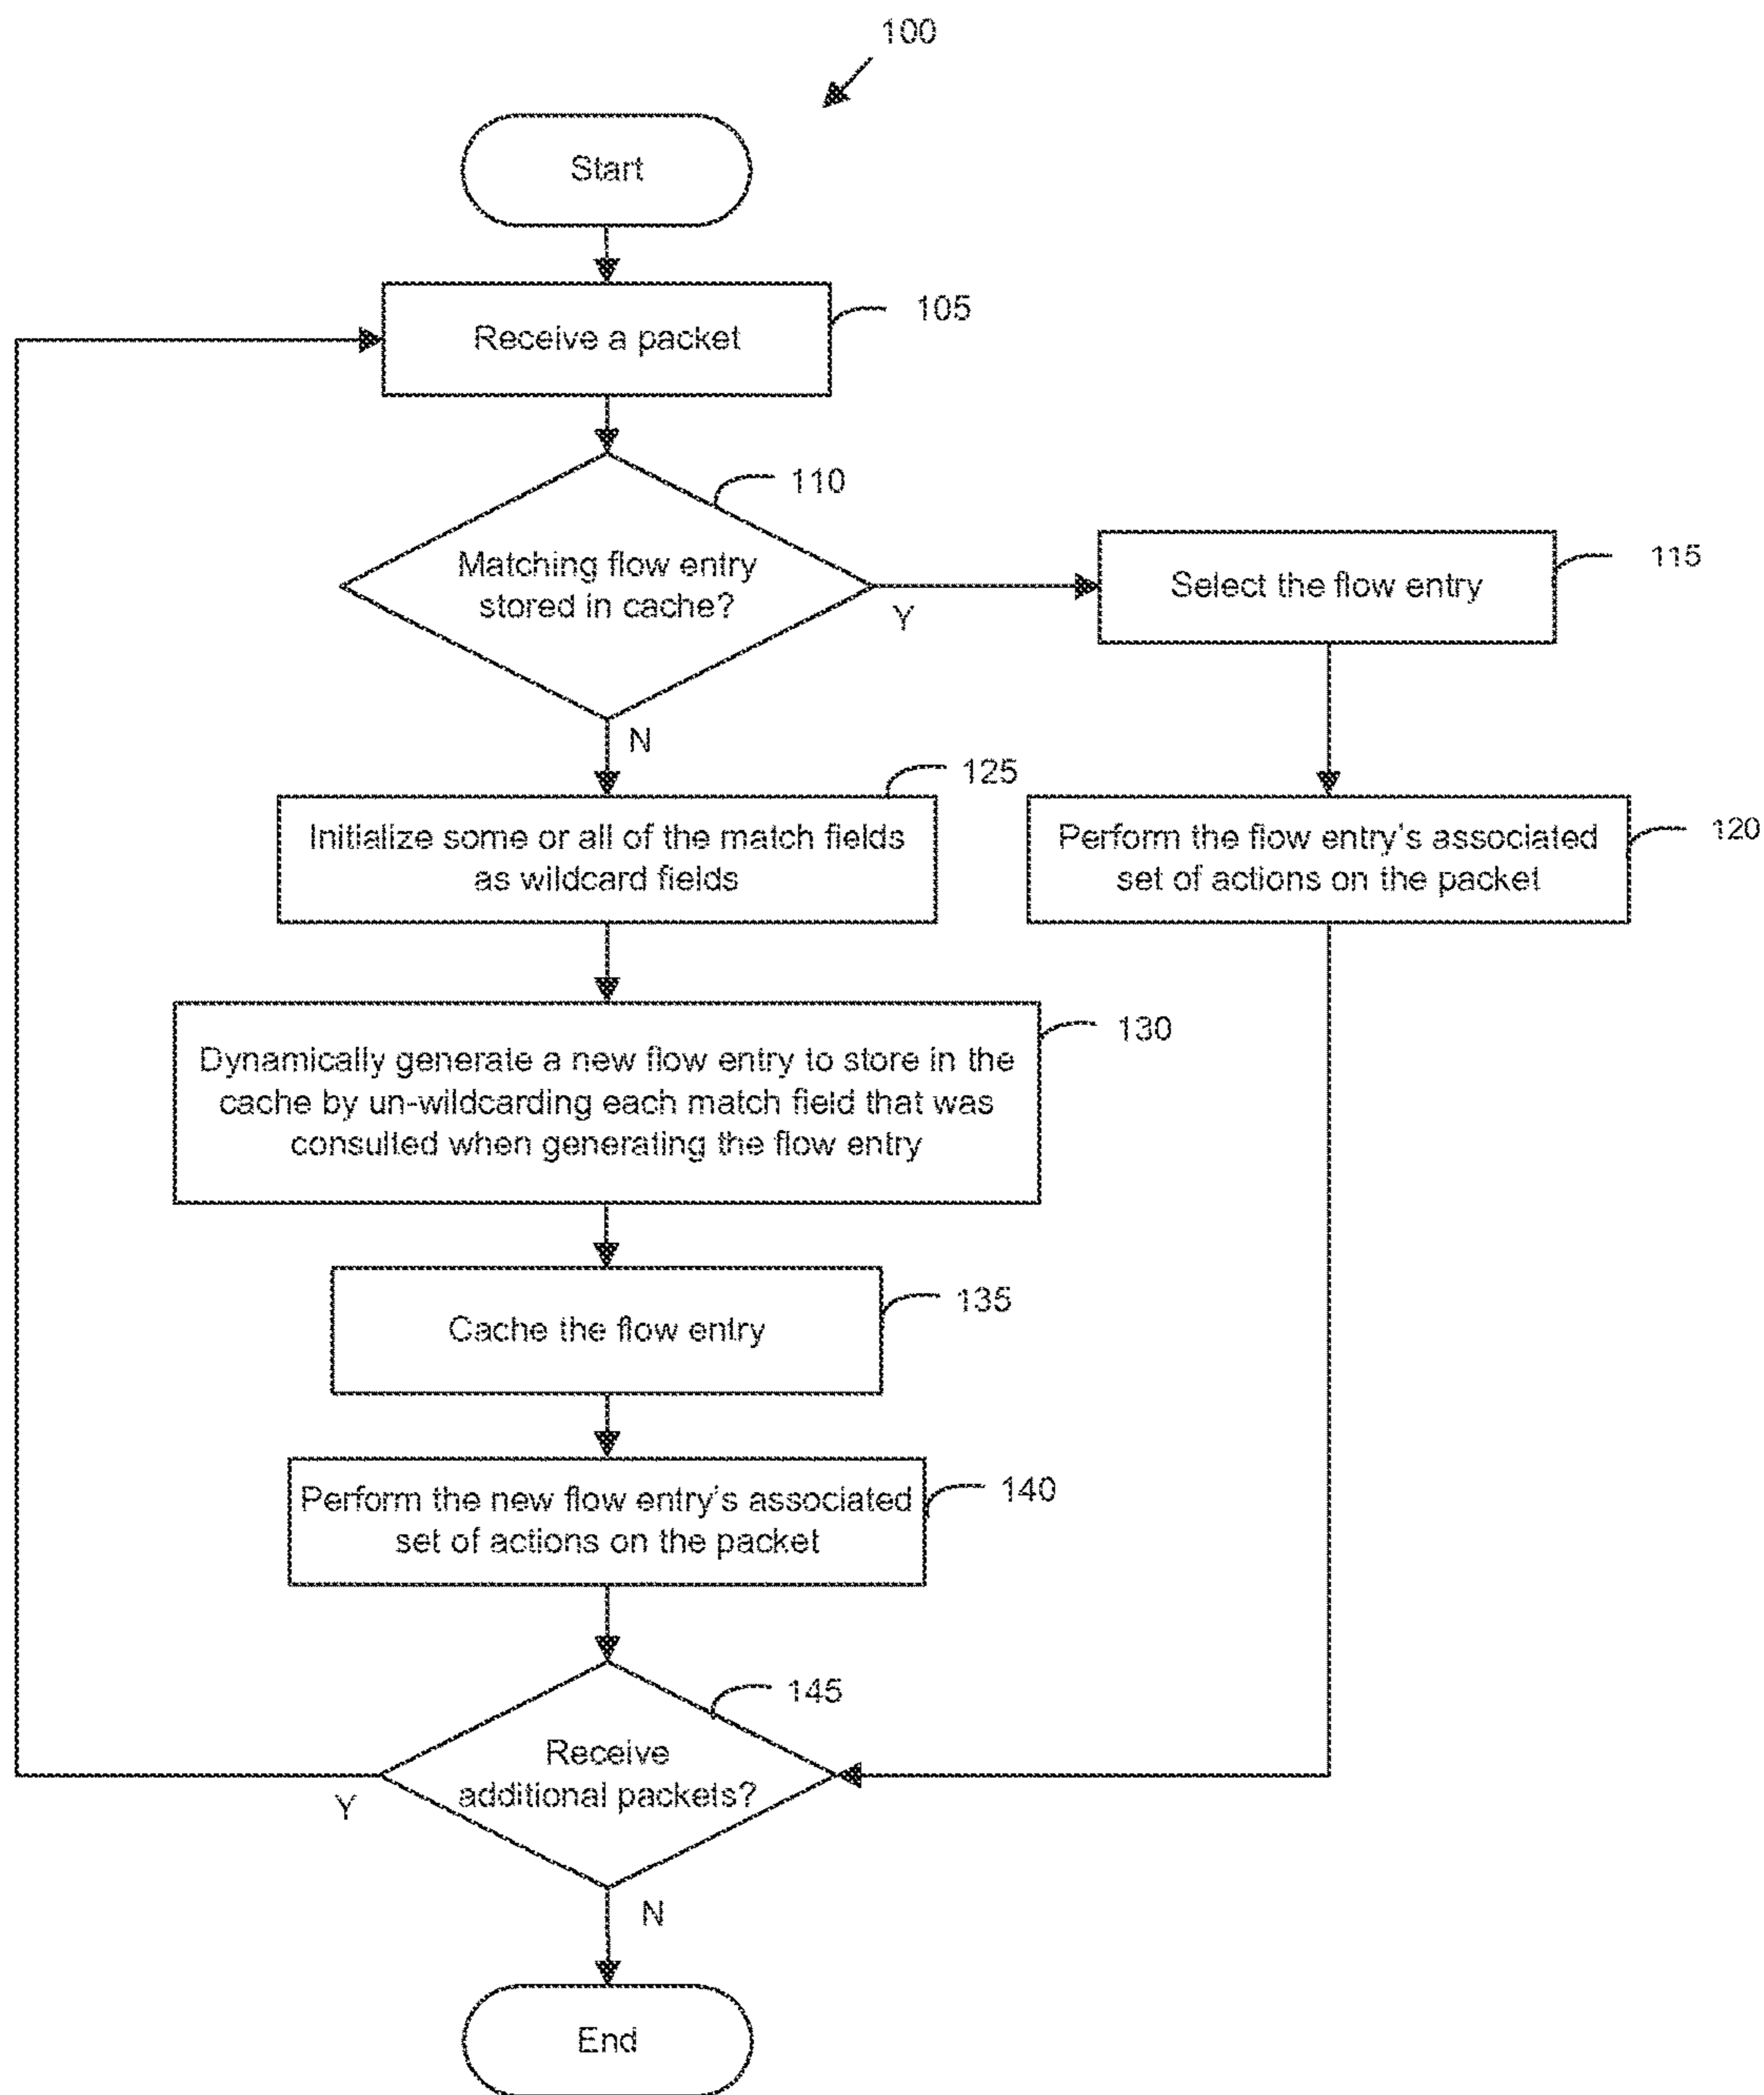 100
Start
Receive a packet
105
Matching flow entry
stored in cache?
110
Y
N
Select the flow entry
115
Perform the flow entry's associated
set of actions on the packet
120
Initialize some or all of the match fields
as wildcard fields
125
Dynamically generate a new flow entry to store in the
cache by un-wildcarding each match field that was
consulted when generating the flow entry
130
Cache the flow entry
135
Perform the new flow entry's associated
set of actions on the packet
140
Receive
additional packets?
145
Y
N
End